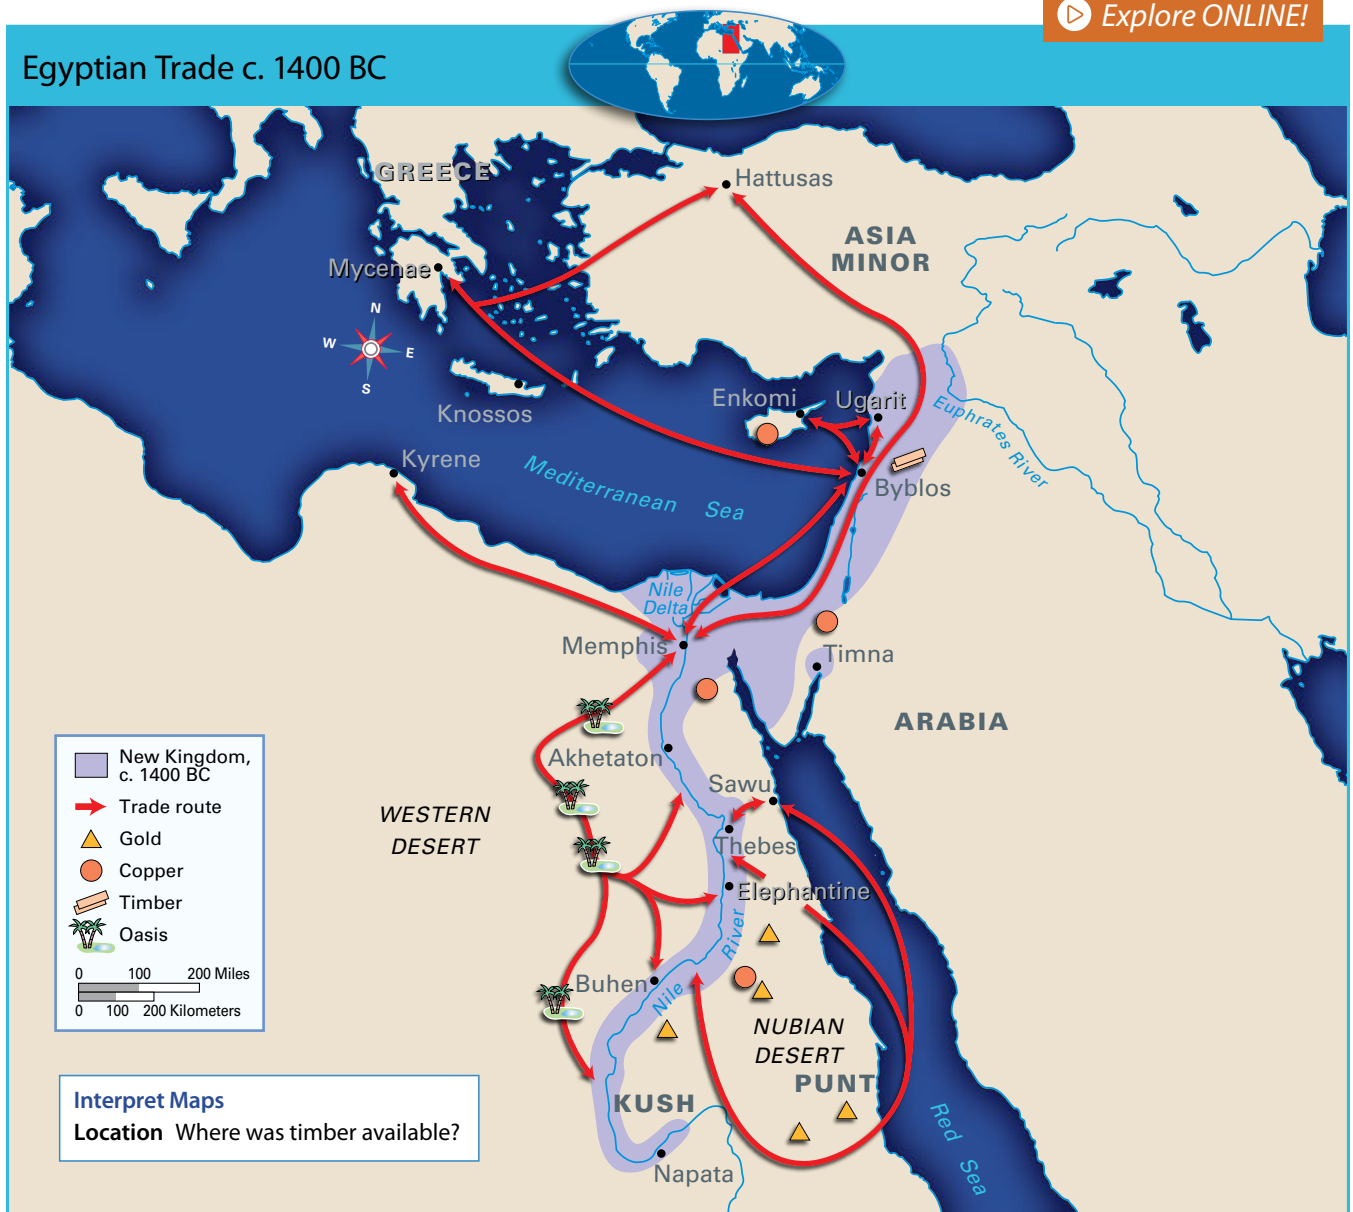 Explore ONLINE!
Egyptian Trade c. 1400 BC
GREECE
Hattusas
ASIA
MINOR
Mycenae
N
W
E
S
Knossos
Enkomi
Ugarit
Euphrates River
Kyrene
Mediterranean Sea
Byblos
Nile
Delta
Memphis
Timna
ARABIA
Akhetaton
Sawu
WESTERN
DESERT
Thebes
Elephantine
Nile River
Buhen
NUBIAN
DESERT
PUNT
KUSH
Red Sea
Napata
New Kingdom,
c. 1400 BC
Trade route
Gold
Copper
Timber
Oasis
0 100 200 Miles
0 100 200 Kilometers
Interpret Maps
Location Where was timber available?